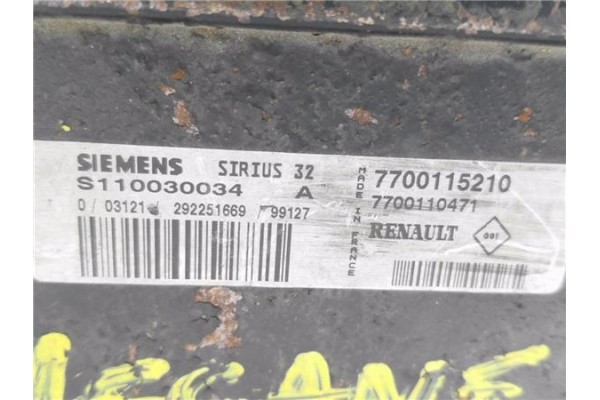 SIEMENS SIRIUS 32
S110030034 A
0 / 03121 292251669 / 99127
MADE IN FRANCE
7700115210
7700110471
RENAULT